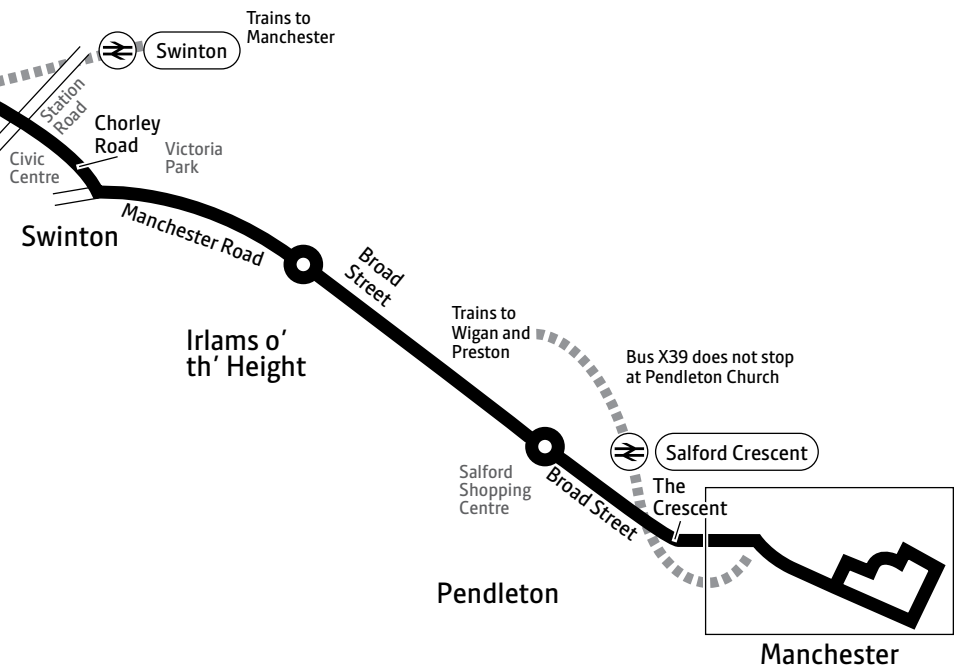 Trains to
Manchester
Swinton
Station
Road
Chorley
Road
Civic
Centre
Victoria
Park
Swinton
Manchester Road
Broad
Street
Irlams o’
th’ Height
Trains to
Wigan and
Preston
Bus X39 does not stop
at Pendleton Church
Salford Crescent
Salford
Shopping
Centre
Broad Street
The
Crescent
Pendleton
Manchester